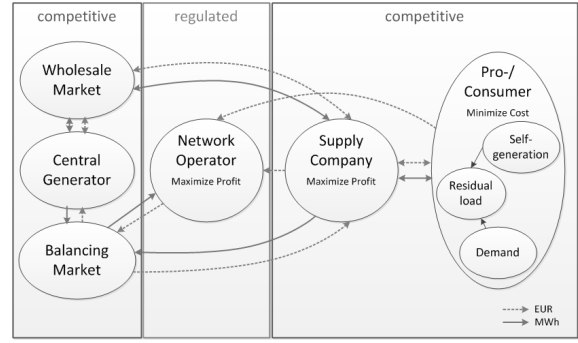 competitive
regulated
competitive
Wholesale
Market
Central
Generator
Balancing
Market
Network
Operator
Maximize Profit
Supply
Company
Maximize Profit
Pro-/
Consumer
Minimize Cost
Self-
generation
Residual
load
Demand
EUR
MWh